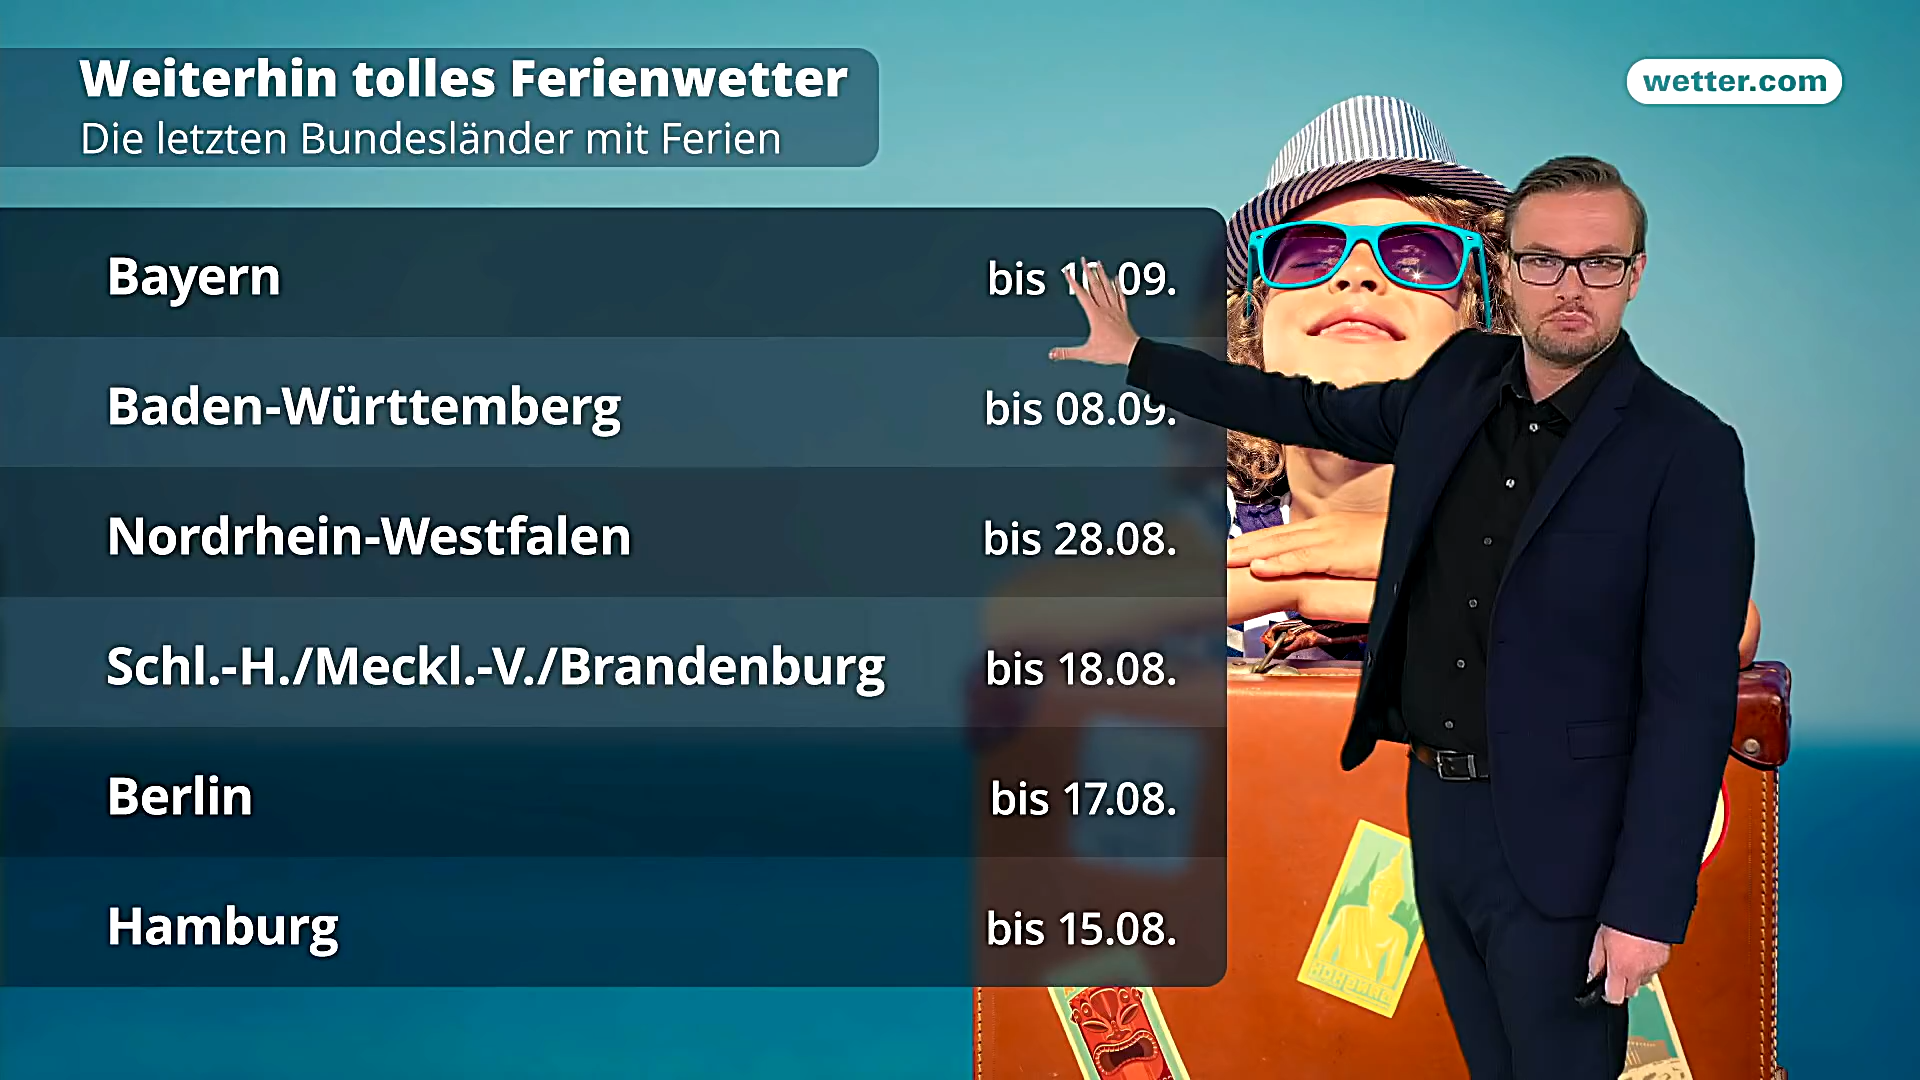 Weiterhin tolles Ferienwetter
Die letzten Bundesländer mit Ferien
wetter.com
Bayern bis 09.
Baden-Württemberg bis 08.09.
Nordrhein-Westfalen bis 28.08.
Schl.-H./Meckl.-V./Brandenburg bis 18.08.
Berlin bis 17.08.
Hamburg bis 15.08.